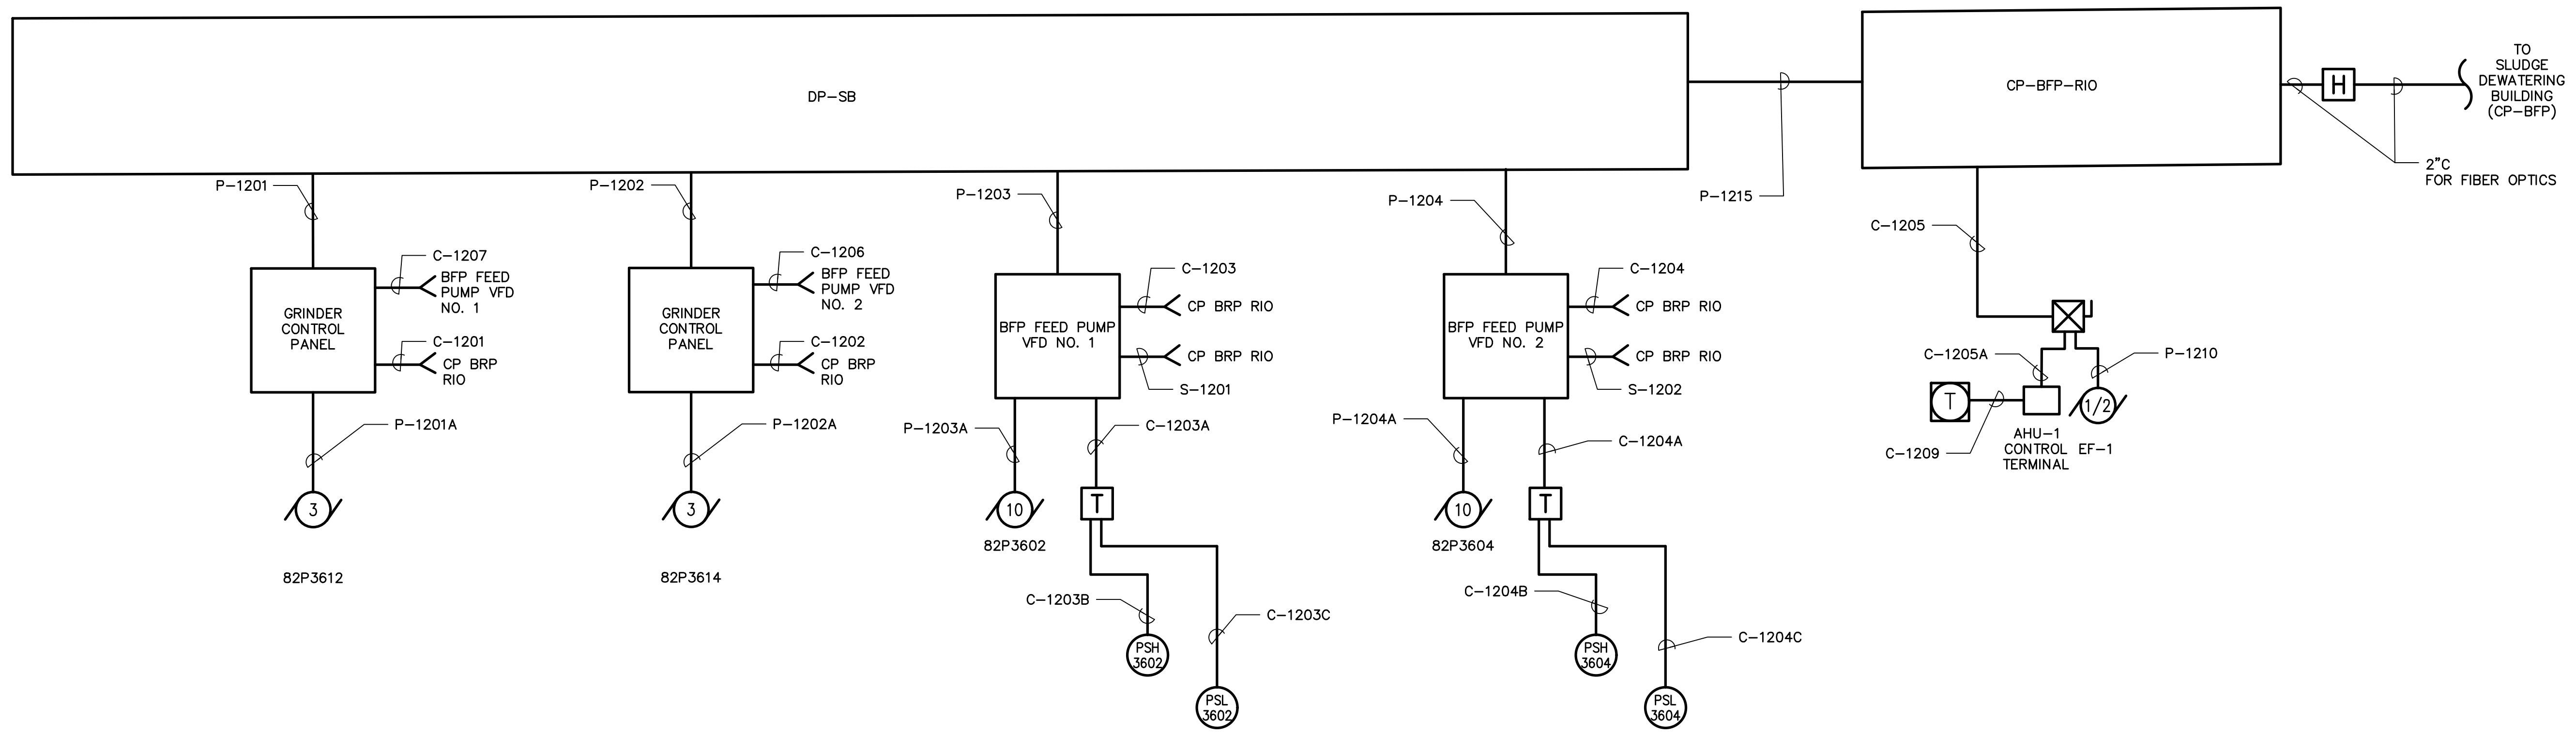 DP-SB
CP-BFP-RIO
H
TO
SLUDGE
DEWATERING
BUILDING
(CP-BFP)
2"C
FOR FIBER OPTICS
P-1201
P-1202
P-1203
P-1204
P-1215
C-1205
C-1207
BFP FEED
PUMP VFD
NO. 1
GRINDER
CONTROL
PANEL
C-1201
CP BRP
RIO
P-1201A
3
82P3612
C-1206
BFP FEED
PUMP VFD
NO. 2
GRINDER
CONTROL
PANEL
C-1202
CP BRP
RIO
P-1202A
3
82P3614
C-1203
CP BRP RIO
BFP FEED PUMP
VFD NO. 1
CP BRP RIO
S-1201
P-1203A
C-1203A
10
T
82P3602
C-1203B
C-1203C
PSH
3602
PSL
3602
C-1204
CP BRP RIO
BFP FEED PUMP
VFD NO. 2
CP BRP RIO
S-1202
P-1204A
C-1204A
10
T
82P3604
C-1204B
C-1204C
PSH
3604
PSL
3604
C-1205A
P-1210
T
1/2
C-1209
AHU-1
CONTROL
TERMINAL
EF-1